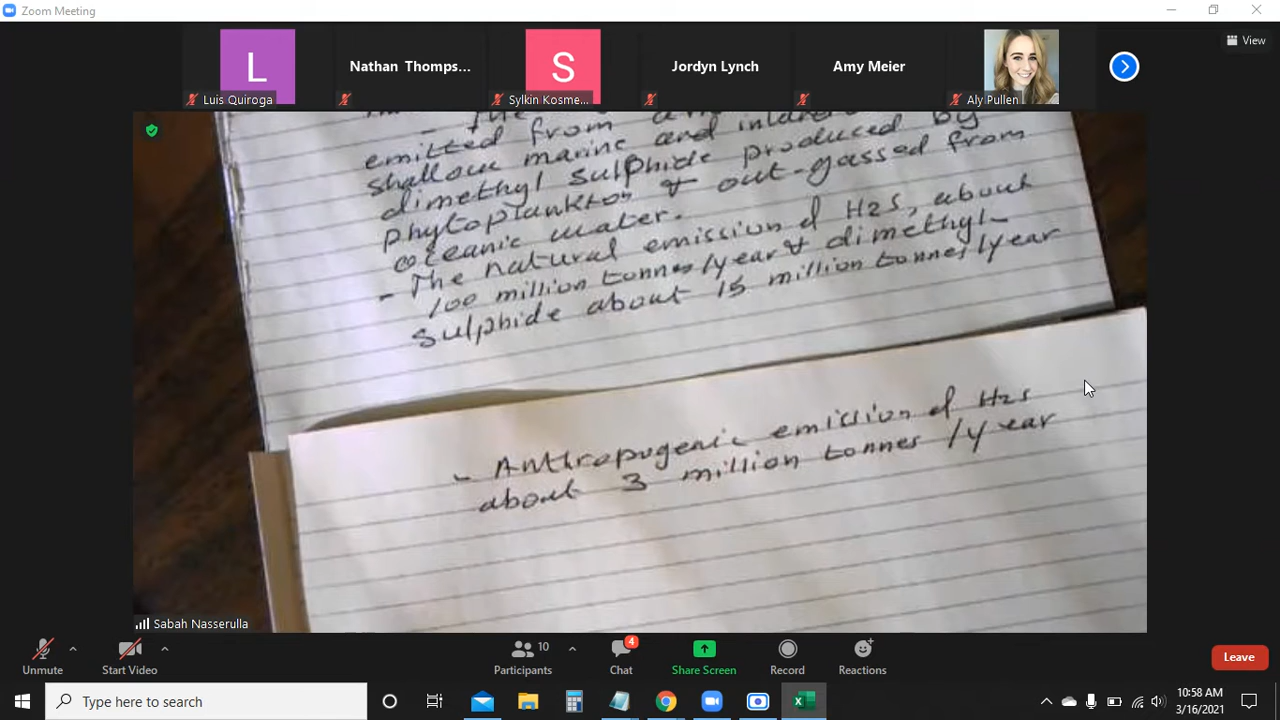 Zoom Meeting
View
L
Luis Quiroga
Nathan Thomps...
S
Sylkin Kosme...
Jordyn Lynch
Amy Meier
Aly Pullen
- The
emitted from
shallow marine and inland
dimethyl sulphide produced by
phytoplankton & out-gassed from
oceanic water.
- The natural emission of H2S, about
100 million tonnes/year & dimethyl-
sulphide about 15 million tonnes/year
- Anthropogenic emission of H2S
about 3 million tonnes /year
Sabah Nasserulla
Unmute
Start Video
10
Participants
4
Chat
Share Screen
Record
Reactions
Leave
Type here to search
10:58 AM
3/16/2021